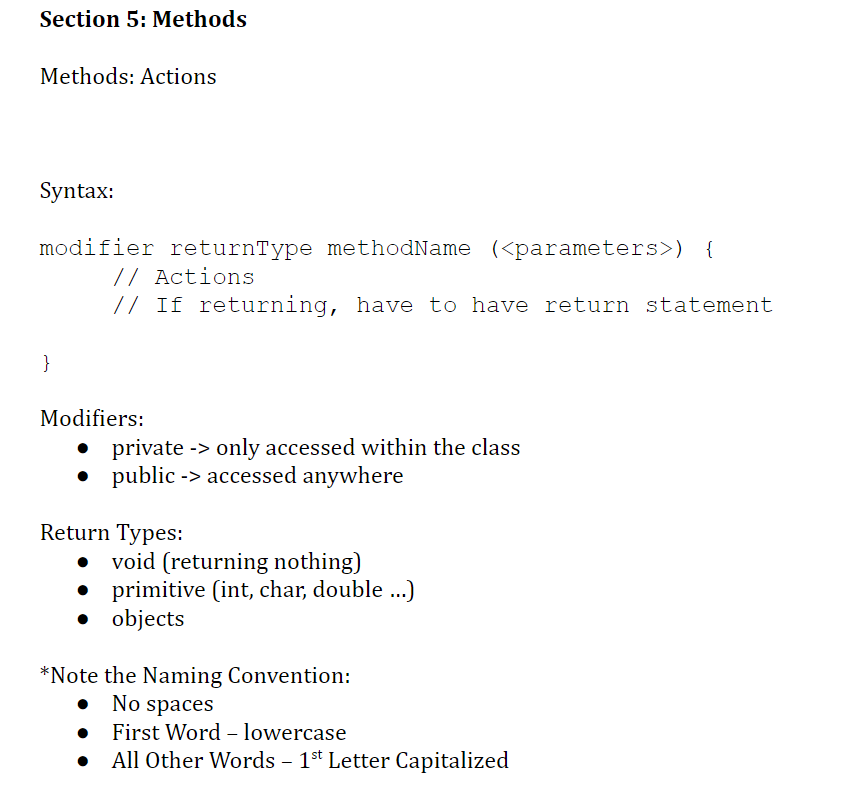 Section 5: Methods
Methods: Actions
Syntax:
modifier returnType methodName (<parameters>) {
// Actions
// If returning, have to have return statement
}
Modifiers:
● private -> only accessed within the class
● public -> accessed anywhere
Return Types:
● void (returning nothing)
● primitive (int, char, double ...)
● objects
*Note the Naming Convention:
● No spaces
● First Word – lowercase
● All Other Words – 1st Letter Capitalized